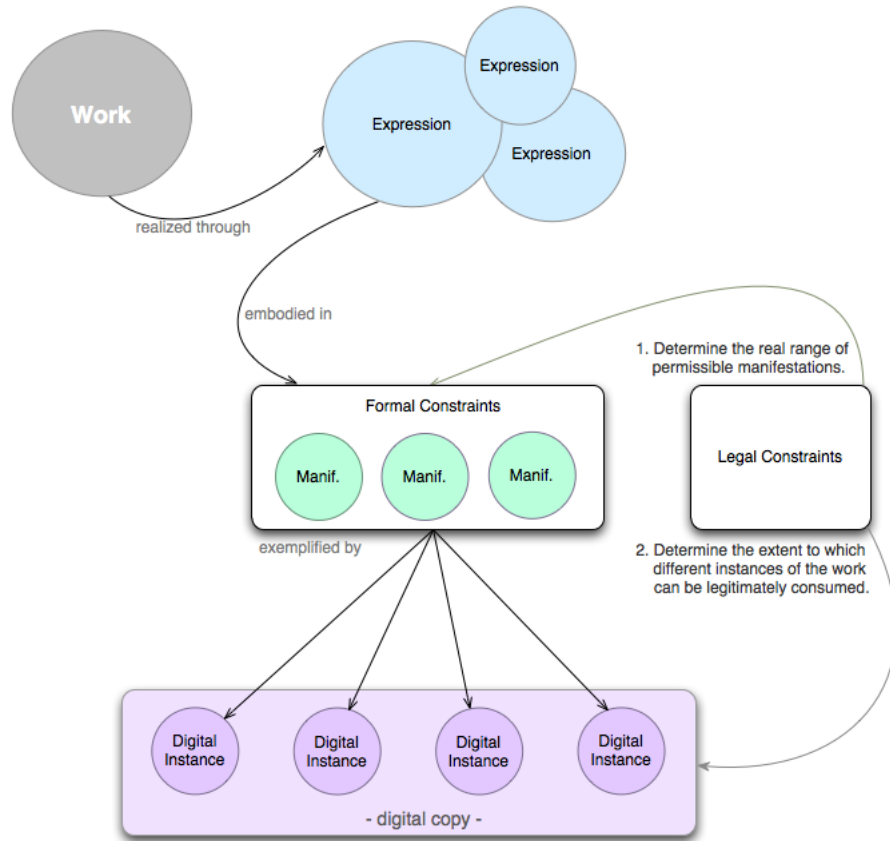 Work
Expression
Expression
Expression
realized through
embodied in
1. Determine the real range of
permissible manifestations.
Formal Constraints
Legal Constraints
Manif.
Manif.
Manif.
exemplified by
2. Determine the extent to which
different instances of the work
can be legitimately consumed.
Digital
Instance
Digital
Instance
Digital
Instance
Digital
Instance
- digital copy -